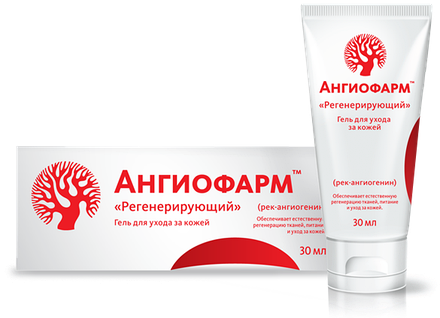 АНГИОФАРМ™
«Регенерирующий»
Гель для ухода за кожей
(рек-ангиогенин)
Обеспечивает естественную
регенерацию тканей, питание
и уход за кожей.
30 мл
АНГИОФАРМ™
«Регенерирующий»
Гель для ухода
за кожей
(рек-ангиогенин)
Обеспечивает естественную
регенерацию тканей, питание
и уход за кожей.
30 мл